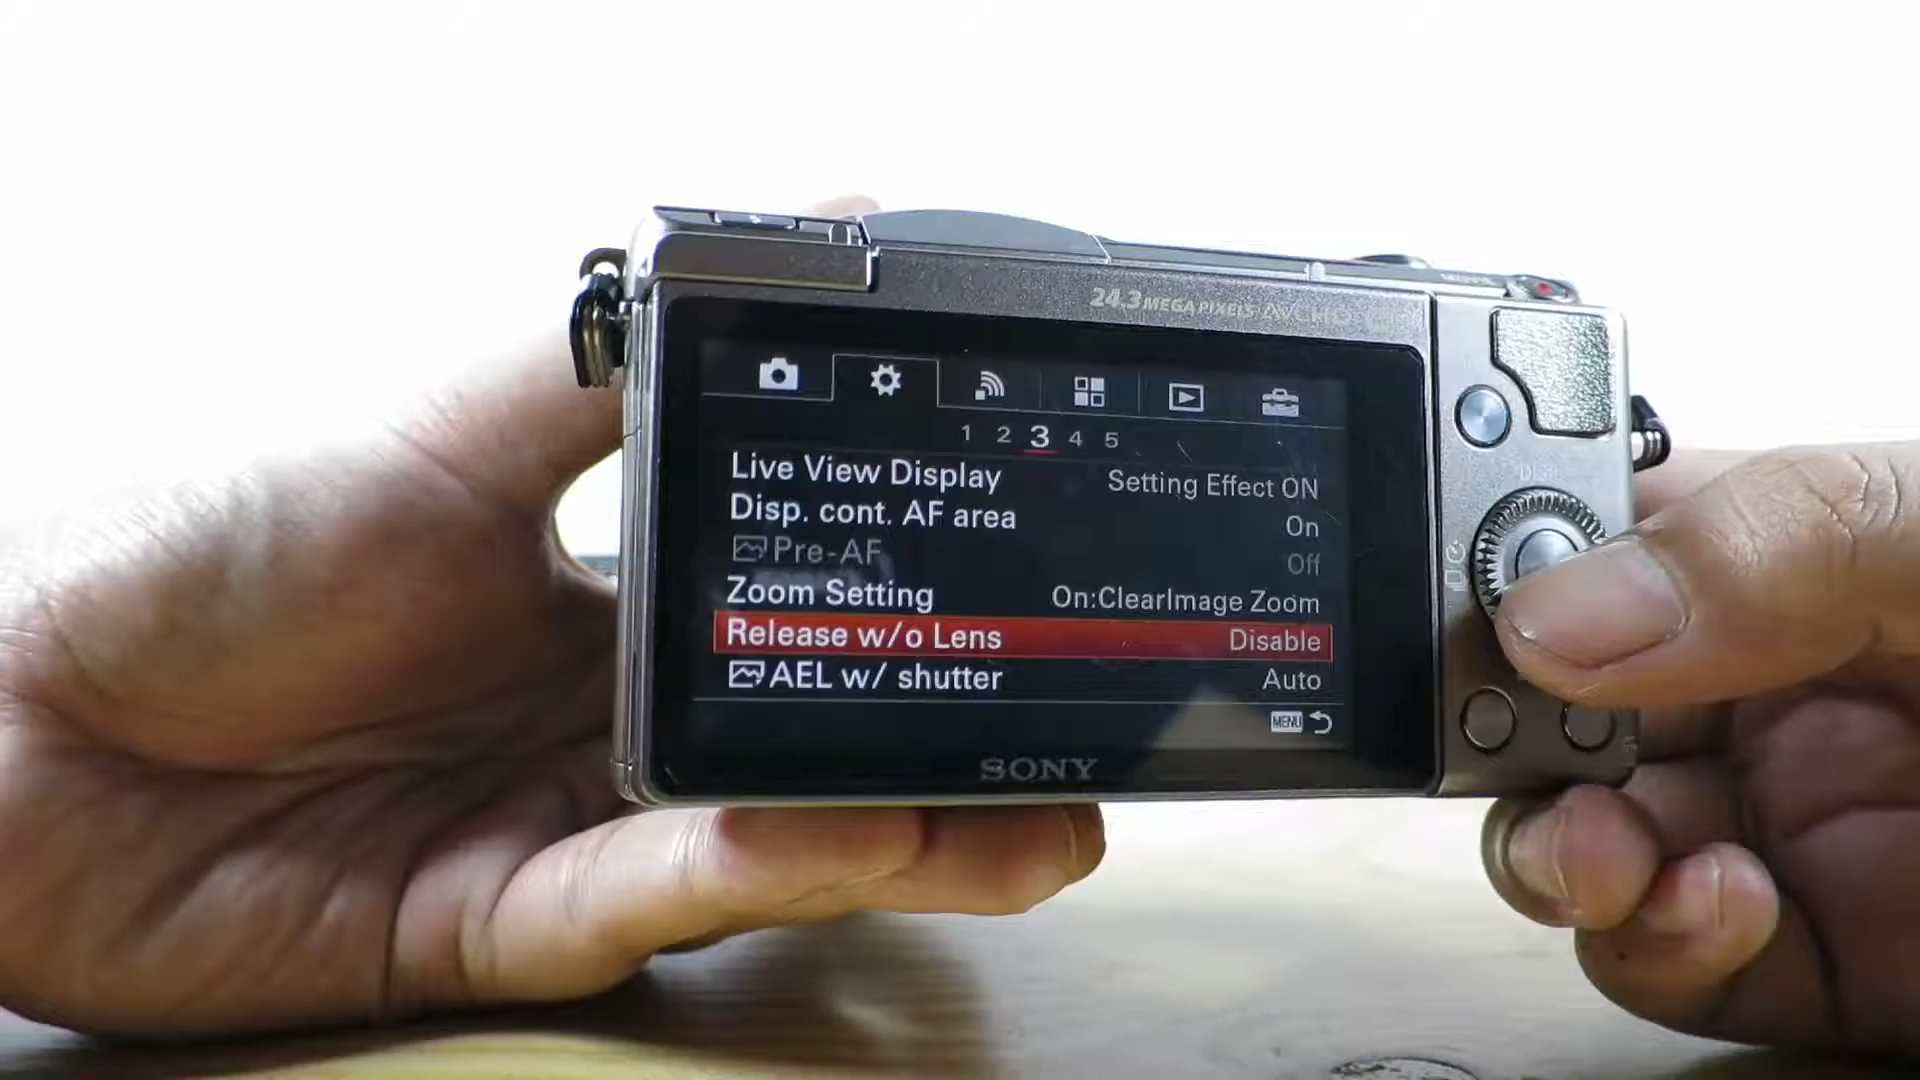 24.3 MEGA PIXELS AVCHD
1 2 3 4 5
Live View Display Setting Effect ON
Disp. cont. AF area On
Pre-AF Off
Zoom Setting On:ClearImage Zoom
Release w/o Lens Disable
AEL w/ shutter Auto
MENU
SONY